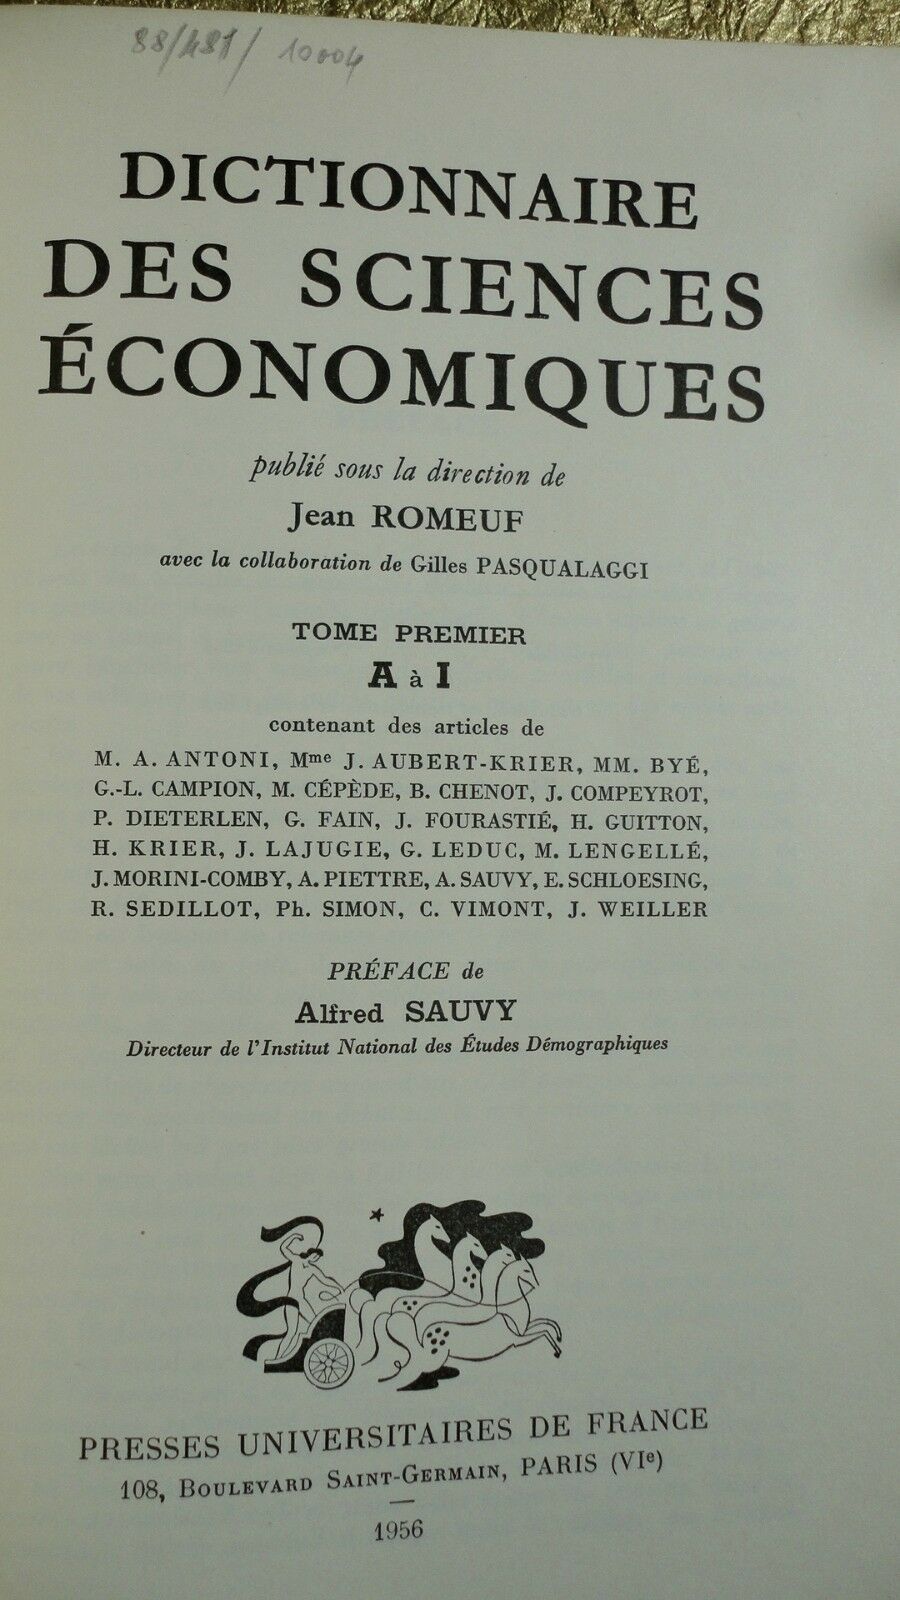 88/481/ 10004
DICTIONNAIRE
DES SCIENCES
ÉCONOMIQUES
publié sous la direction de
Jean ROMEUF
avec la collaboration de Gilles PASQUALAGGI
TOME PREMIER
A à I
contenant des articles de
M. A. ANTONI, Mme J. AUBERT-KRIER, MM. BYÉ,
G.-L. CAMPION, M. CÉPÈDE, B. CHENOT, J. COMPEYROT,
P. DIETERLEN, G. FAIN, J. FOURASTIÉ, H. GUITTON,
H. KRIER, J. LAJUGIE, G. LEDUC, M. LENGELLÉ,
J. MORINI-COMBY, A. PIETTRE, A. SAUVY, E. SCHLOESING,
R. SEDILLOT, Ph. SIMON, C. VIMONT, J. WEILLER
PRÉFACE de
Alfred SAUVY
Directeur de l'Institut National des Études Démographiques
PRESSES UNIVERSITAIRES DE FRANCE
108, BOULEVARD SAINT-GERMAIN, PARIS (VIe)
1956